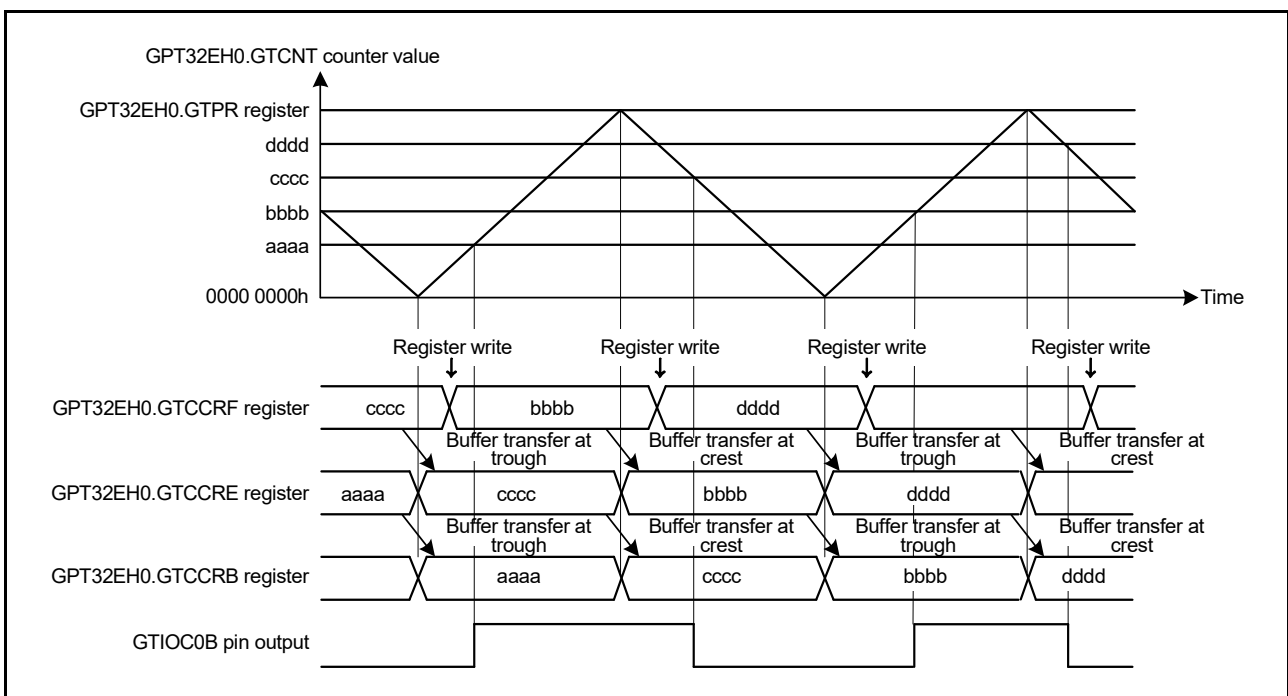 GPT32EH0.GTCNT counter value
GPT32EH0.GTPR register
dddd
cccc
bbbb
aaaa
0000 0000h
Time
Register write Register write Register write Register write
GPT32EH0.GTCCRF register cccc bbbb dddd
Buffer transfer at Buffer transfer at Buffer transfer at Buffer transfer at
trough crest trough crest
GPT32EH0.GTCCRE register aaaa cccc bbbb dddd
Buffer transfer at Buffer transfer at Buffer transfer at Buffer transfer at
trough crest trough crest
GPT32EH0.GTCCRB register aaaa cccc bbbb dddd
GTIOC0B pin output